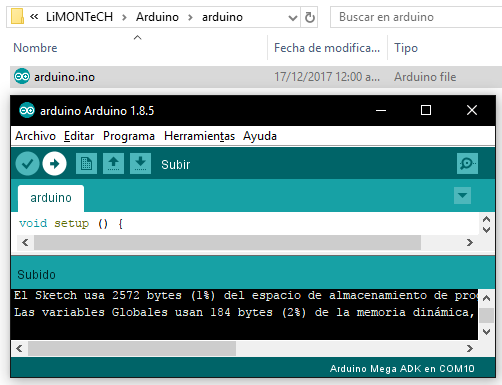 « LiMONTeCH > Arduino > arduino
Buscar en arduino
Nombre Fecha de modifica... Tipo
arduino.ino 17/12/2017 12:00 a... Arduino file
arduino Arduino 1.8.5
Archivo Editar Programa Herramientas Ayuda
Subir
arduino
void setup () {
Subido
El Sketch usa 2572 bytes (1%) del espacio de almacenamiento de pro
Las variables Globales usan 184 bytes (2%) de la memoria dinámica,
Arduino Mega ADK en COM10